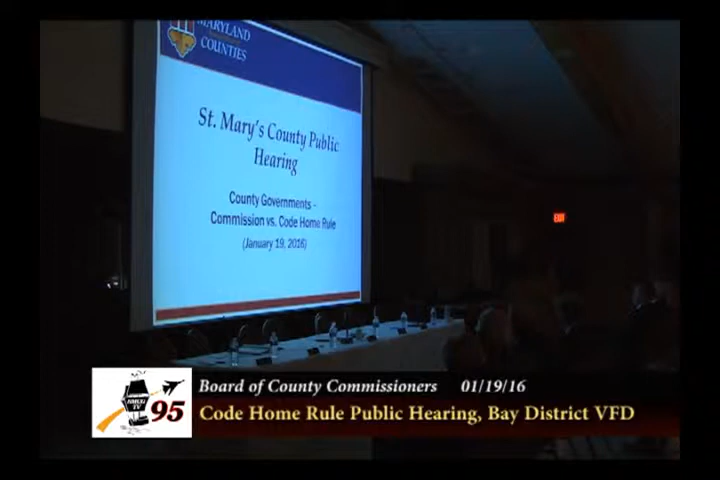 MARYLAND
COUNTIES
St. Mary's County Public
Hearing
County Governments -
Commission vs. Code Home Rule
(January 19, 2016)
EXIT
Board of County Commissioners 01/19/16
95
Code Home Rule Public Hearing, Bay District VFD